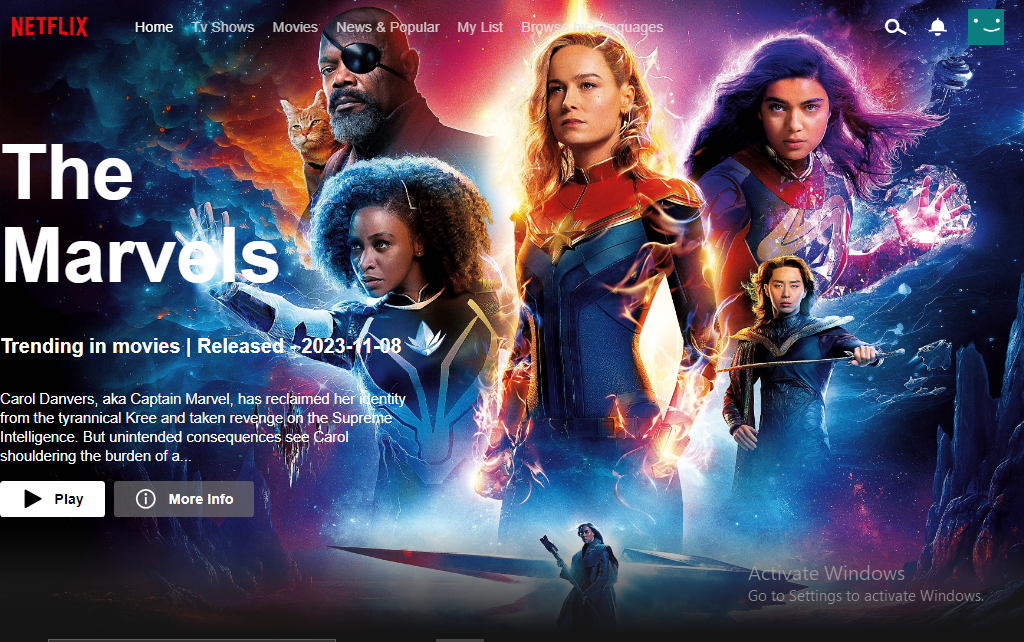 NETFLIX
Home Tv Shows Movies News & Popular My List Browse by Languages
The
Marvels
Trending in movies | Released - 2023-11-08
Carol Danvers, aka Captain Marvel, has reclaimed her identity
from the tyrannical Kree and taken revenge on the Supreme
Intelligence. But unintended consequences see Carol
shouldering the burden of a...
Play More Info
Activate Windows
Go to Settings to activate Windows.